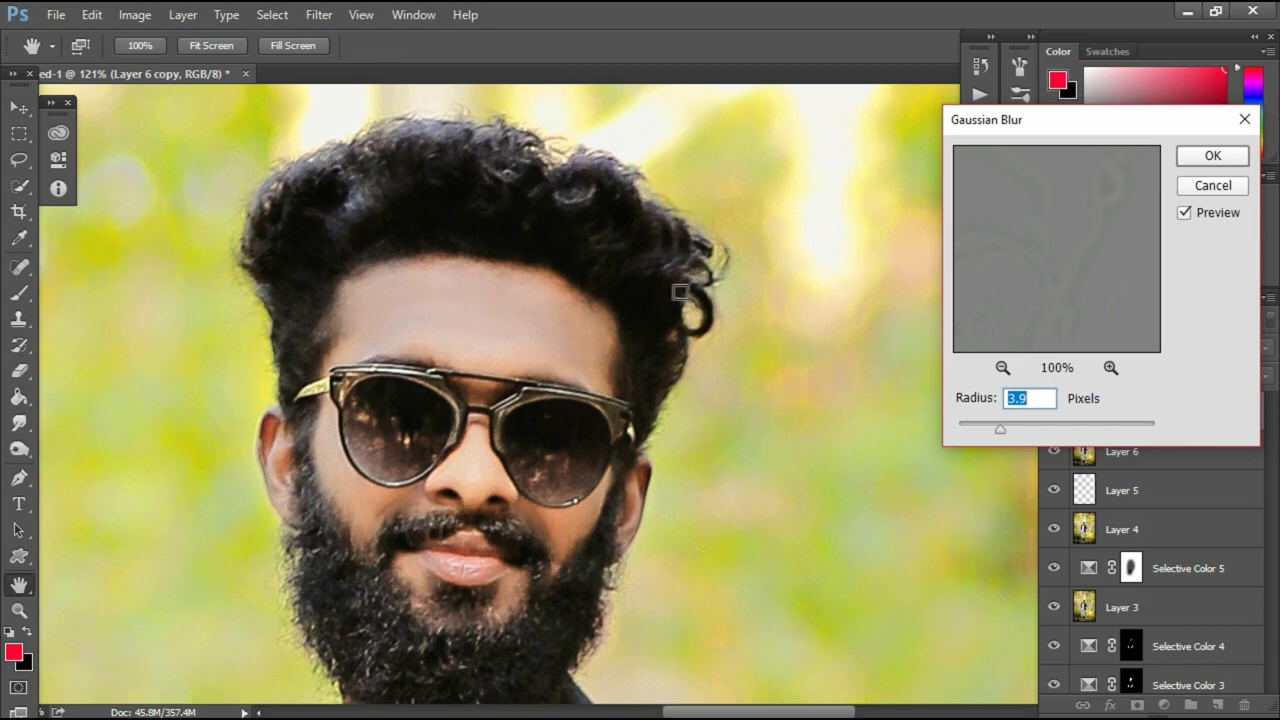 Ps File Edit Image Layer Type Select Filter View Window Help
100% Fit Screen Fill Screen
Color Swatches
ed-1 @ 121% (Layer 6 copy, RGB/8) *
Gaussian Blur
OK
Cancel
Preview
100%
Radius: 3.9 Pixels
Layer 6
Layer 5
Layer 4
Selective Color 5
Layer 3
Selective Color 4
Selective Color 3
% Doc: 45.8M/357.4M
fx